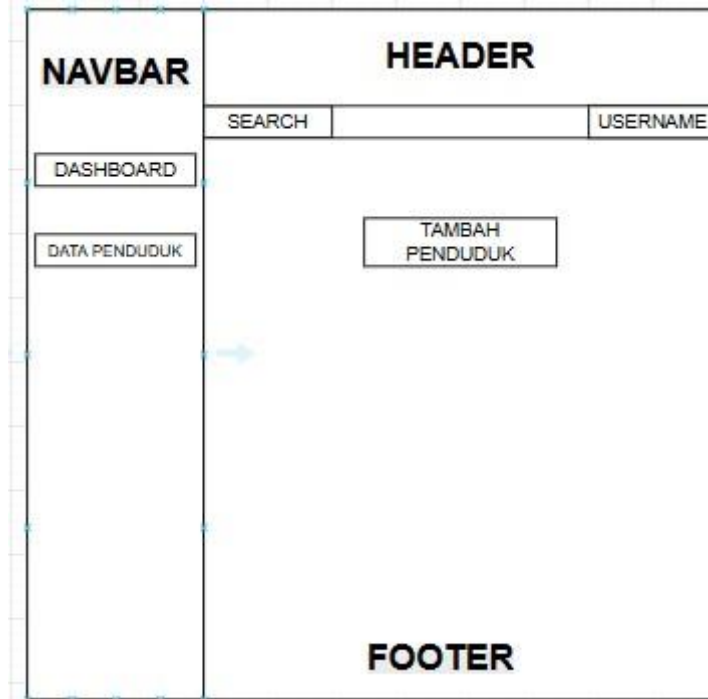 NAVBAR
HEADER
SEARCH
USERNAME
DASHBOARD
DATA PENDUDUK
TAMBAH
PENDUDUK
FOOTER